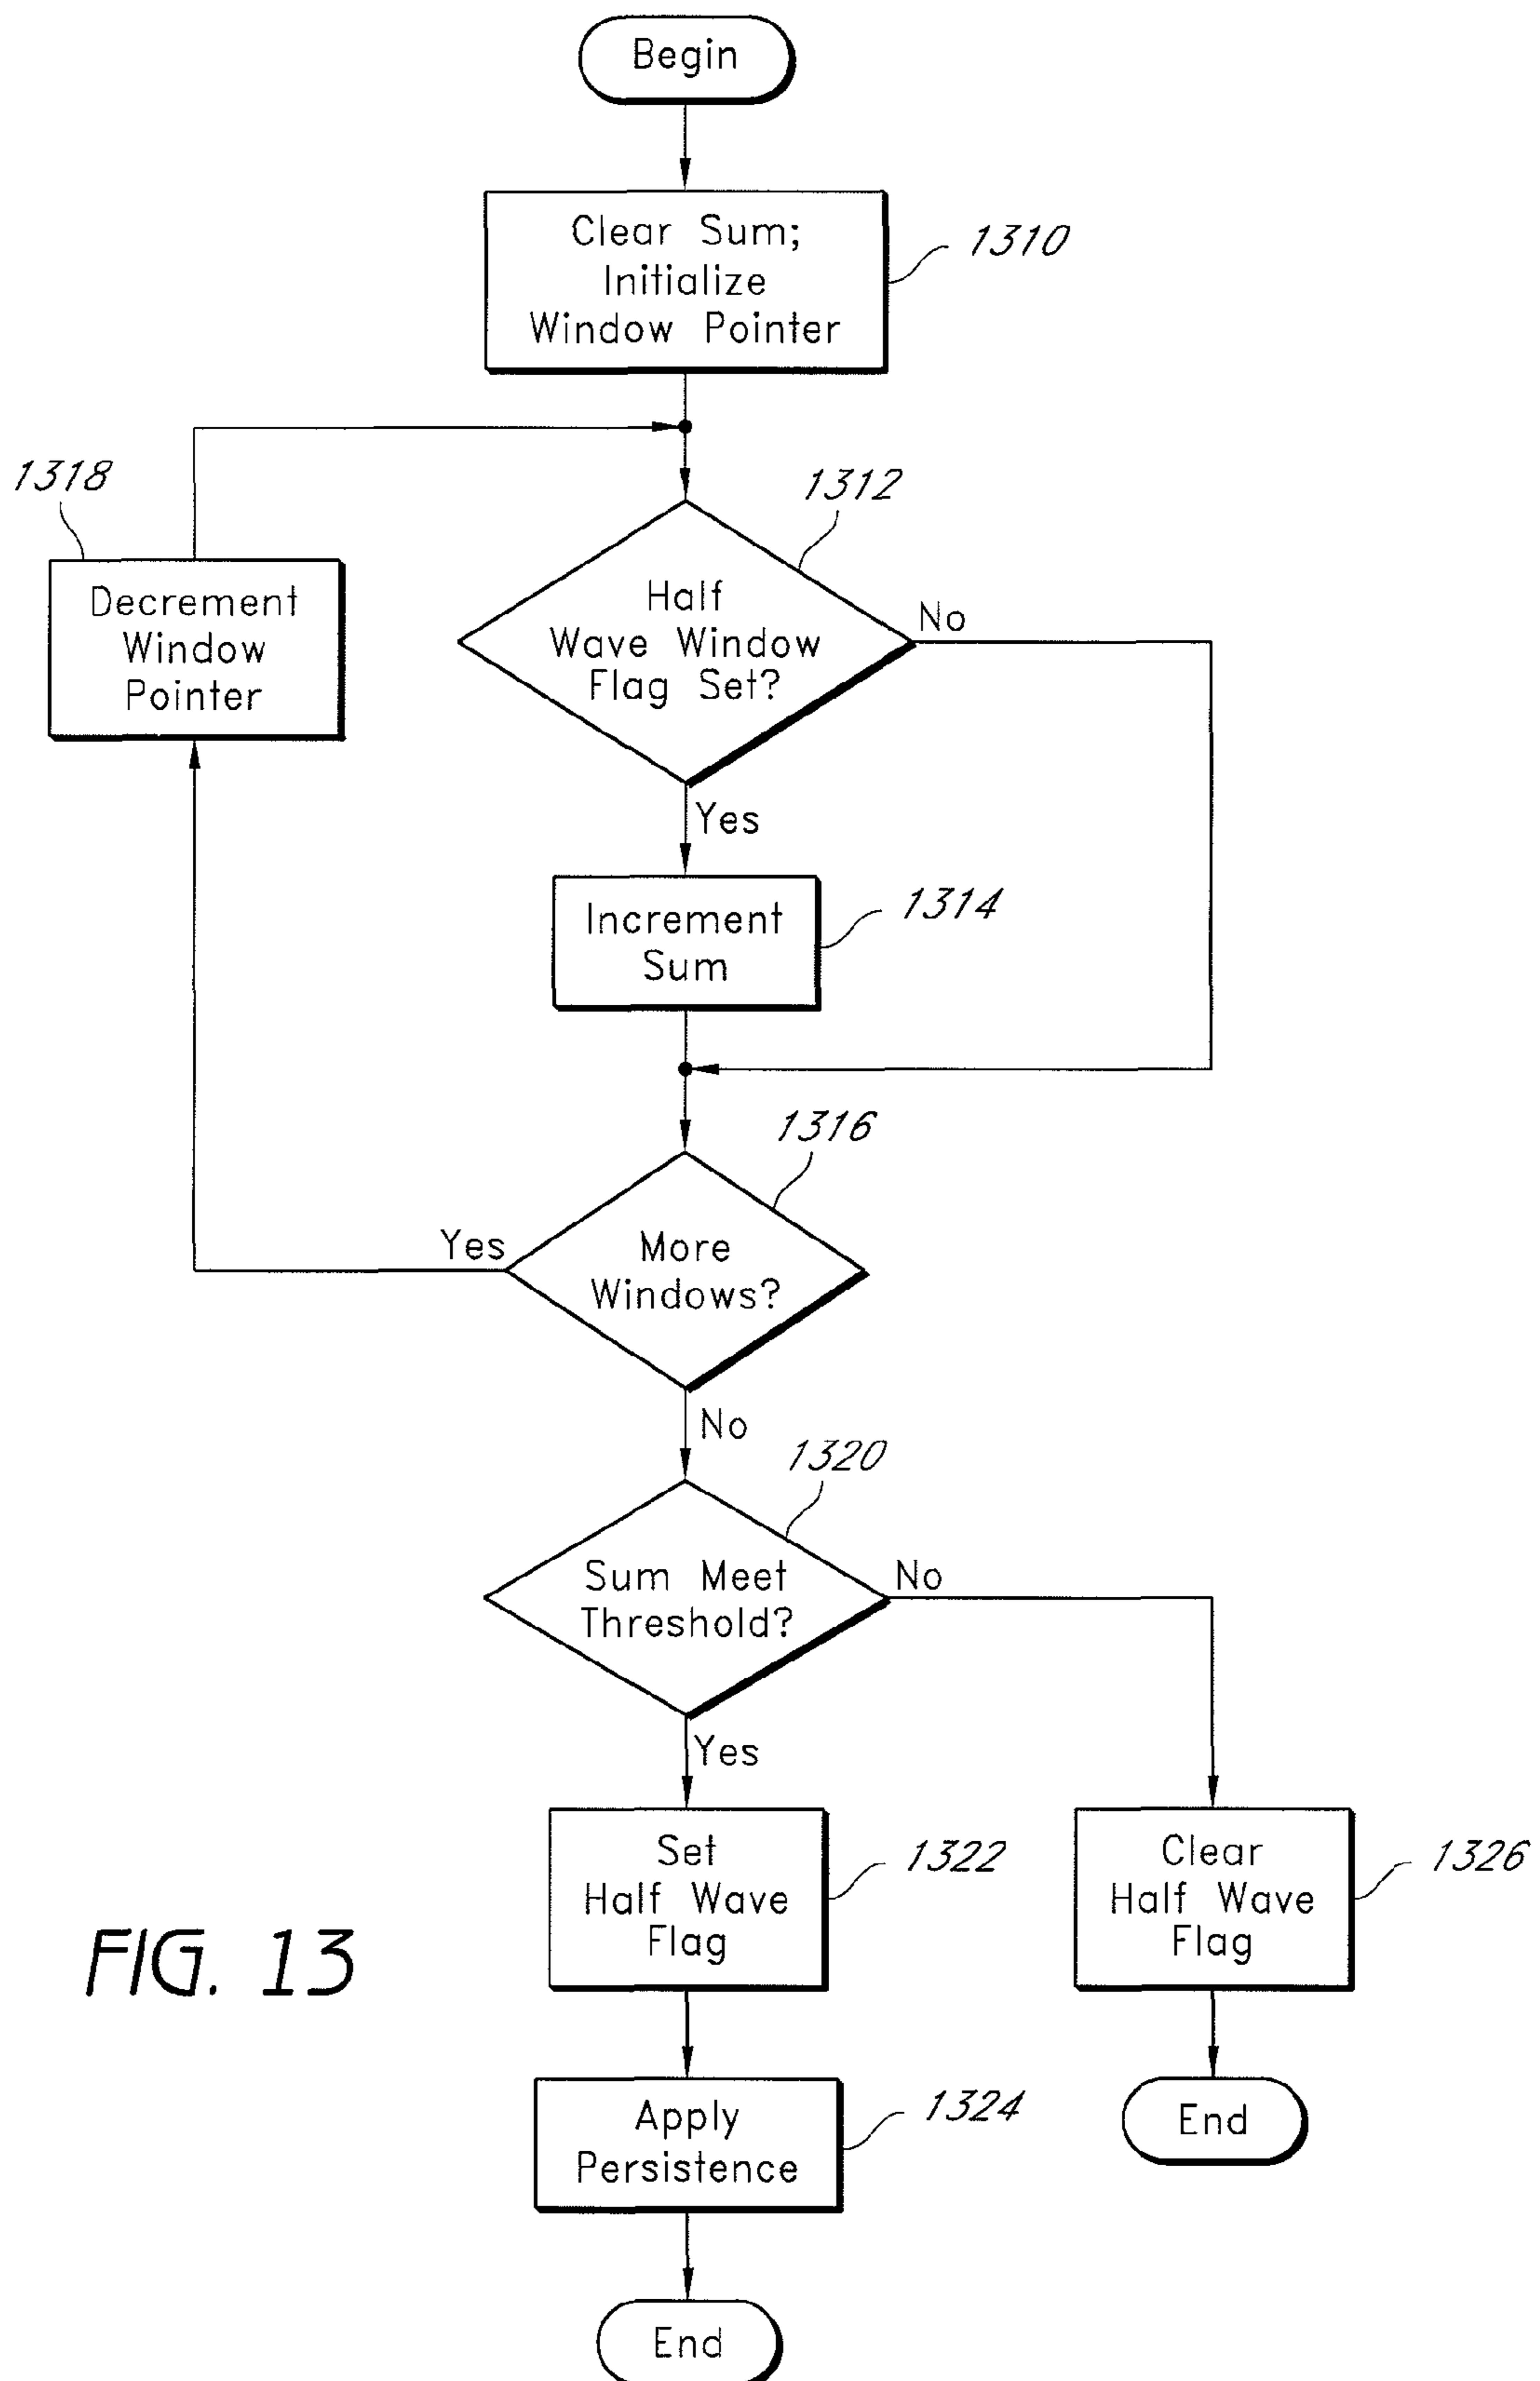 Begin
Clear Sum;
Initialize
Window Pointer
1310
1318
Decrement
Window
Pointer
1312
Half
Wave Window
Flag Set?
No
Yes
Increment
Sum
1314
1316
More
Windows?
Yes
No
1320
Sum Meet
Threshold?
No
Yes
Set
Half Wave
Flag
1322
Clear
Half Wave
Flag
1326
FIG. 13
Apply
Persistence
1324
End
End